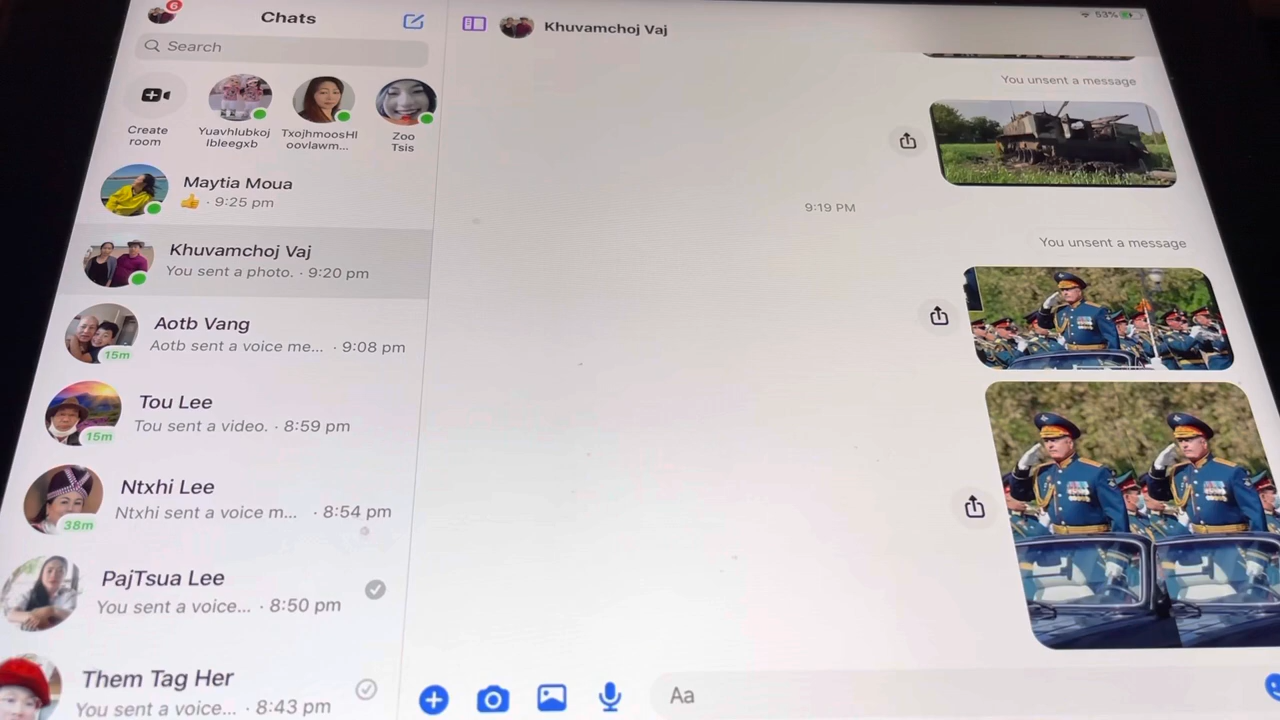 6
Chats
Search
Create
room
Yuavhlubkoj
lbleegxb
TxojhmoosHl
oovlawm...
Zoo
Tsis
Maytia Moua
👍 · 9:25 pm
Khuvamchoj Vaj
You sent a photo. · 9:20 pm
Aotb Vang
Aotb sent a voice me... · 9:08 pm
15m
Tou Lee
Tou sent a video. · 8:59 pm
15m
Ntxhi Lee
Ntxhi sent a voice m... · 8:54 pm
38m
PajTsua Lee
You sent a voice... · 8:50 pm
Them Tag Her
You sent a voice... · 8:43 pm
Khuvamchoj Vaj
53%
You unsent a message
9:19 PM
You unsent a message
Aa